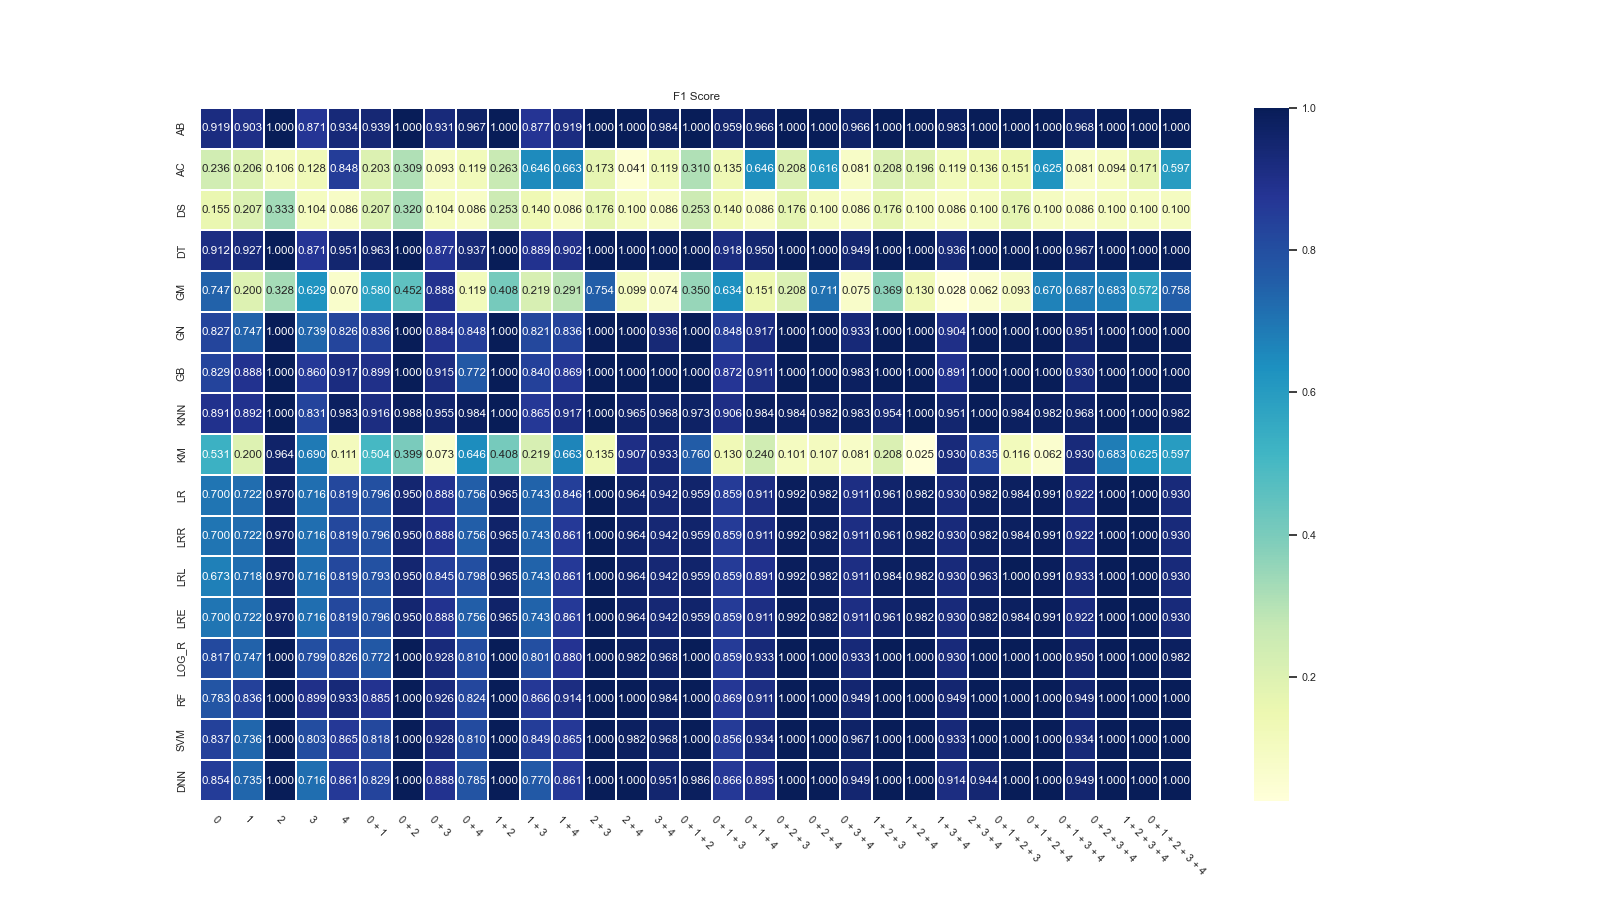 F1 Score
AB 0.919 0.903 1.000 0.871 0.934 0.939 1.000 0.931 0.967 1.000 0.877 0.919 1.000 1.000 0.984 1.000 0.959 0.966 1.000 1.000 0.966 1.000 1.000 0.983 1.000 1.000 1.000 0.968 1.000 1.000 1.000
AC 0.236 0.206 0.106 0.128 0.848 0.203 0.309 0.093 0.119 0.263 0.646 0.663 0.173 0.041 0.119 0.310 0.135 0.646 0.208 0.616 0.081 0.208 0.196 0.119 0.136 0.151 0.625 0.081 0.094 0.171 0.597
DS 0.155 0.207 0.333 0.104 0.086 0.207 0.320 0.104 0.086 0.253 0.140 0.086 0.176 0.100 0.086 0.253 0.140 0.086 0.176 0.100 0.086 0.176 0.100 0.086 0.100 0.176 0.100 0.086 0.100 0.100 0.100
DT 0.912 0.927 1.000 0.871 0.951 0.963 1.000 0.877 0.937 1.000 0.889 0.902 1.000 1.000 1.000 1.000 0.918 0.950 1.000 1.000 0.949 1.000 1.000 0.936 1.000 1.000 1.000 0.967 1.000 1.000 1.000
GM 0.747 0.200 0.328 0.629 0.070 0.580 0.452 0.888 0.119 0.408 0.219 0.291 0.754 0.099 0.074 0.350 0.634 0.151 0.208 0.711 0.075 0.369 0.130 0.028 0.062 0.093 0.670 0.687 0.683 0.572 0.758
GN 0.827 0.747 1.000 0.739 0.826 0.836 1.000 0.884 0.848 1.000 0.821 0.836 1.000 1.000 0.936 1.000 0.848 0.917 1.000 1.000 0.933 1.000 1.000 0.904 1.000 1.000 1.000 0.951 1.000 1.000 1.000
GB 0.829 0.888 1.000 0.860 0.917 0.899 1.000 0.915 0.772 1.000 0.840 0.869 1.000 1.000 1.000 1.000 0.872 0.911 1.000 1.000 0.983 1.000 1.000 0.891 1.000 1.000 1.000 0.930 1.000 1.000 1.000
KNN 0.891 0.892 1.000 0.831 0.983 0.916 0.988 0.955 0.984 1.000 0.865 0.917 1.000 0.965 0.968 0.973 0.906 0.984 0.984 0.982 0.983 0.954 1.000 0.951 1.000 0.984 0.982 0.968 1.000 1.000 0.982
KM 0.531 0.200 0.964 0.690 0.111 0.504 0.399 0.073 0.646 0.408 0.219 0.663 0.135 0.907 0.933 0.760 0.130 0.240 0.101 0.107 0.081 0.208 0.025 0.930 0.835 0.116 0.062 0.930 0.683 0.625 0.597
LR 0.700 0.722 0.970 0.716 0.819 0.796 0.950 0.888 0.756 0.965 0.743 0.846 1.000 0.964 0.942 0.959 0.859 0.911 0.992 0.982 0.911 0.961 0.982 0.930 0.982 0.984 0.991 0.922 1.000 1.000 0.930
LRR 0.700 0.722 0.970 0.716 0.819 0.796 0.950 0.888 0.756 0.965 0.743 0.861 1.000 0.964 0.942 0.959 0.859 0.911 0.992 0.982 0.911 0.961 0.982 0.930 0.982 0.984 0.991 0.922 1.000 1.000 0.930
LRL 0.673 0.718 0.970 0.716 0.819 0.793 0.950 0.845 0.798 0.965 0.743 0.861 1.000 0.964 0.942 0.959 0.859 0.891 0.992 0.982 0.911 0.984 0.982 0.930 0.963 1.000 0.991 0.933 1.000 1.000 0.930
LRE 0.700 0.722 0.970 0.716 0.819 0.796 0.950 0.888 0.756 0.965 0.743 0.861 1.000 0.964 0.942 0.959 0.859 0.911 0.992 0.982 0.911 0.961 0.982 0.930 0.982 0.984 0.991 0.922 1.000 1.000 0.930
LOG_R 0.817 0.747 1.000 0.799 0.826 0.772 1.000 0.928 0.810 1.000 0.801 0.880 1.000 0.982 0.968 1.000 0.859 0.933 1.000 1.000 0.933 1.000 1.000 0.930 1.000 1.000 1.000 0.950 1.000 1.000 0.982
RF 0.783 0.836 1.000 0.899 0.933 0.885 1.000 0.926 0.824 1.000 0.866 0.914 1.000 1.000 0.984 1.000 0.869 0.911 1.000 1.000 0.949 1.000 1.000 0.949 1.000 1.000 1.000 0.949 1.000 1.000 1.000
SVM 0.837 0.736 1.000 0.803 0.865 0.818 1.000 0.928 0.810 1.000 0.849 0.865 1.000 0.982 0.968 1.000 0.856 0.934 1.000 1.000 0.967 1.000 1.000 0.933 1.000 1.000 1.000 0.934 1.000 1.000 1.000
DNN 0.854 0.735 1.000 0.716 0.861 0.829 1.000 0.888 0.785 1.000 0.770 0.861 1.000 1.000 0.951 0.986 0.866 0.895 1.000 1.000 0.949 1.000 1.000 0.914 0.944 1.000 1.000 0.949 1.000 1.000 1.000
0
1
2
3
4
0 + 1
0 + 2
0 + 3
0 + 4
1 + 2
1 + 3
1 + 4
2 + 3
2 + 4
3 + 4
0 + 1 + 2
0 + 1 + 3
0 + 1 + 4
0 + 2 + 3
0 + 2 + 4
0 + 3 + 4
1 + 2 + 3
1 + 2 + 4
1 + 3 + 4
2 + 3 + 4
0 + 1 + 2 + 3
0 + 1 + 2 + 4
0 + 1 + 3 + 4
0 + 2 + 3 + 4
1 + 2 + 3 + 4
0 + 1 + 2 + 3 + 4
1.0
0.8
0.6
0.4
0.2